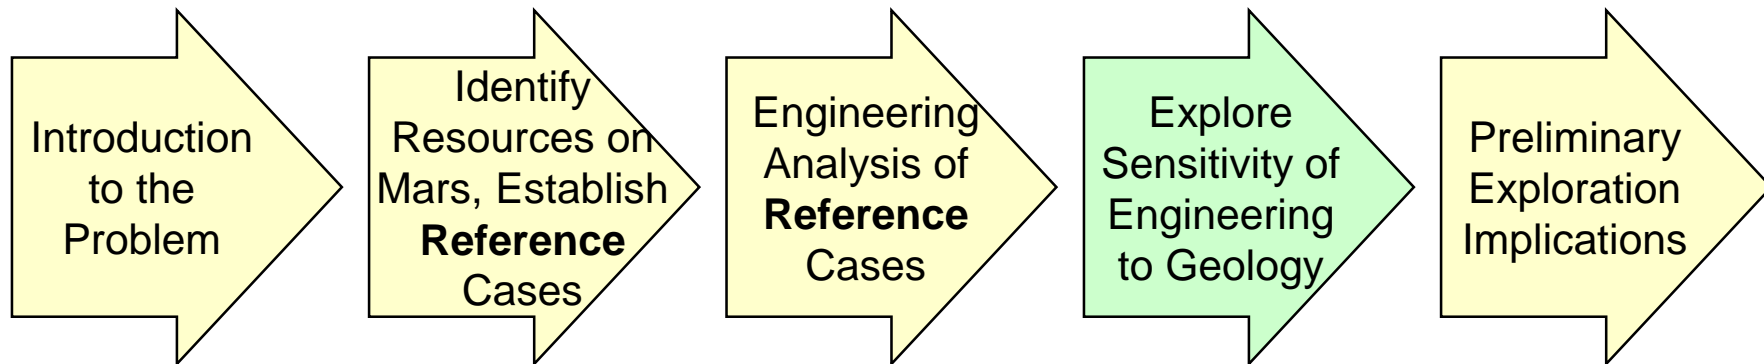 Introduction
to the
Problem
Identify
Resources on
Mars, Establish
Reference
Cases
Engineering
Analysis of
Reference
Cases
Explore
Sensitivity of
Engineering
to Geology
Preliminary
Exploration
Implications